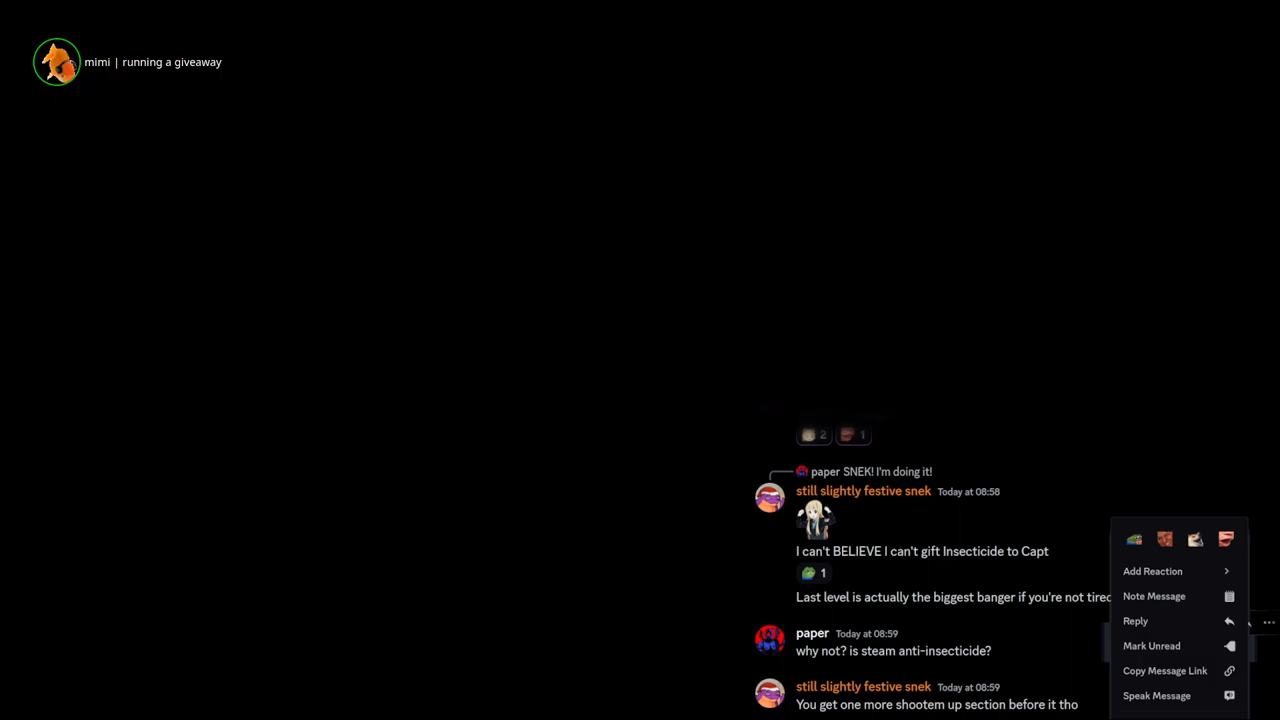 mimi | running a giveaway
2 1
paper SNEK! I'm doing it!
still slightly festive snek Today at 08:58
I can't BELIEVE I can't gift Insecticide to Capt
1
Last level is actually the biggest banger if you're not tired
paper Today at 08:59
why not? is steam anti-insecticide?
still slightly festive snek Today at 08:59
You get one more shootem up section before it tho
Add Reaction
Note Message
Reply
Mark Unread
Copy Message Link
Speak Message